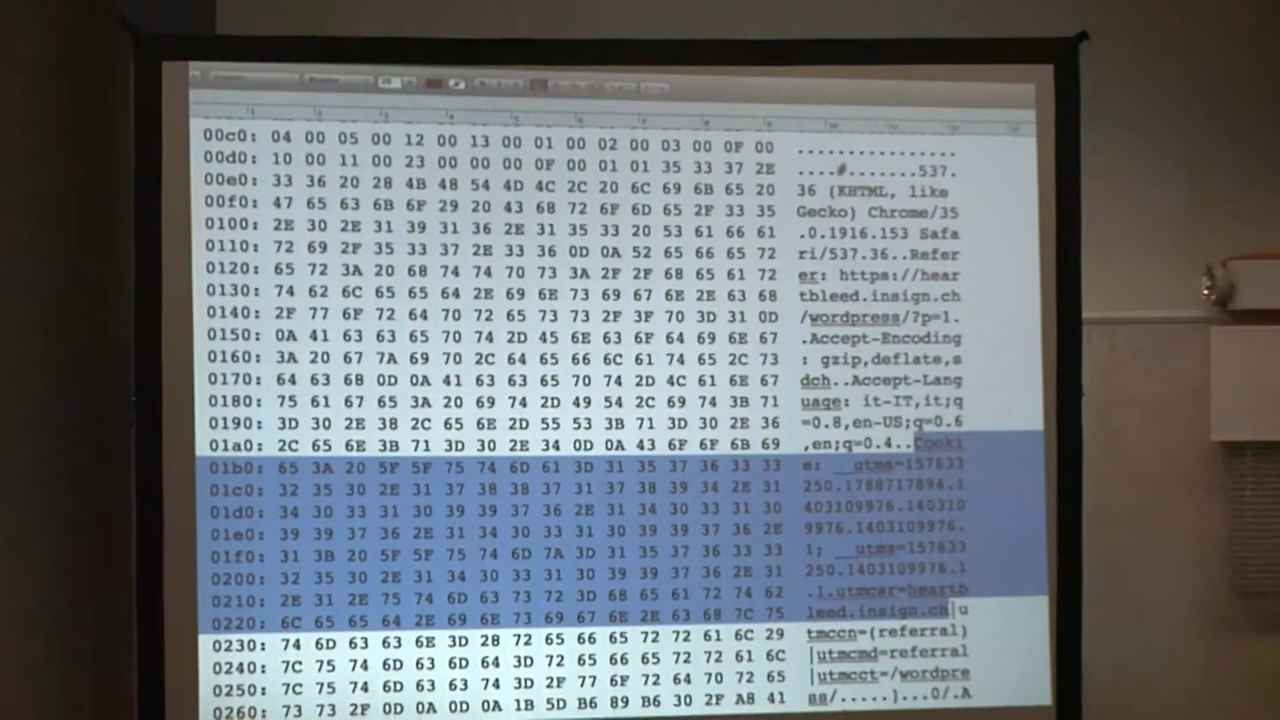 00c0: 04 00 05 00 12 00 13 00 01 00 02 00 03 00 0F 00 ................
00d0: 10 00 11 00 23 00 00 00 0F 00 01 01 35 33 37 2E ....#.......537.
00e0: 33 36 20 28 4B 48 54 4D 4C 2C 20 6C 69 6B 65 20 36 (KHTML, like
00f0: 47 65 63 6B 6F 29 20 43 68 72 6F 6D 65 2F 33 35 Gecko) Chrome/35
0100: 2E 30 2E 31 39 31 36 2E 31 35 33 20 53 61 66 61 .0.1916.153 Safa
0110: 72 69 2F 35 33 37 2E 33 36 0D 0A 52 65 66 65 72 ri/537.36..Refer
0120: 65 72 3A 20 68 74 74 70 73 3A 2F 2F 68 65 61 72 er: https://hear
0130: 74 62 6C 65 65 64 2E 69 6E 73 69 67 6E 2E 63 68 tbleed.insign.ch
0140: 2F 77 6F 72 64 70 72 65 73 73 2F 3F 70 3D 31 0D /wordpress/?p=1.
0150: 0A 41 63 63 65 70 74 2D 45 6E 63 6F 64 69 6E 67 .Accept-Encoding
0160: 3A 20 67 7A 69 70 2C 64 65 66 6C 61 74 65 2C 73 : gzip,deflate,s
0170: 64 63 68 0D 0A 41 63 63 65 70 74 2D 4C 61 6E 67 dch..Accept-Lang
0180: 75 61 67 65 3A 20 69 74 2D 49 54 2C 69 74 3B 71 uage: it-IT,it;q
0190: 3D 30 2E 38 2C 65 6E 2D 55 53 3B 71 3D 30 2E 36 =0.8,en-US;q=0.6
01a0: 2C 65 6E 3B 71 3D 30 2E 34 0D 0A 43 6F 6F 6B 69 ,en;q=0.4..Cooki
01b0: 65 3A 20 5F 5F 75 74 6D 61 3D 31 35 37 36 33 33 e: __utma=157633
01c0: 32 35 30 2E 31 37 38 38 37 31 37 38 39 34 2E 31 250.1788717894.1
01d0: 34 30 33 31 30 39 39 37 36 2E 31 34 30 33 31 30 403109976.140310
01e0: 39 39 37 36 2E 31 34 30 33 31 30 39 39 37 36 2E 9976.1403109976.
01f0: 31 3B 20 5F 5F 75 74 6D 7A 3D 31 35 37 36 33 33 1; __utmz=157633
0200: 32 35 30 2E 31 34 30 33 31 30 39 39 37 36 2E 31 250.1403109976.1
0210: 2E 31 2E 75 74 6D 63 73 72 3D 68 65 61 72 74 62 .1.utmcsr=heartb
0220: 6C 65 65 64 2E 69 6E 73 69 67 6E 2E 63 68 7C 75 leed.insign.ch|u
0230: 74 6D 63 63 6E 3D 28 72 65 66 65 72 72 61 6C 29 tmccn=(referral)
0240: 7C 75 74 6D 63 6D 64 3D 72 65 66 65 72 72 61 6C |utmcmd=referral
0250: 7C 75 74 6D 63 63 74 3D 2F 77 6F 72 64 70 72 65 |utmcct=/wordpre
0260: 73 73 2F 0D 0A 0D 0A 1B 5D B6 89 B6 30 2F A8 41 ss/.....]...0/.A